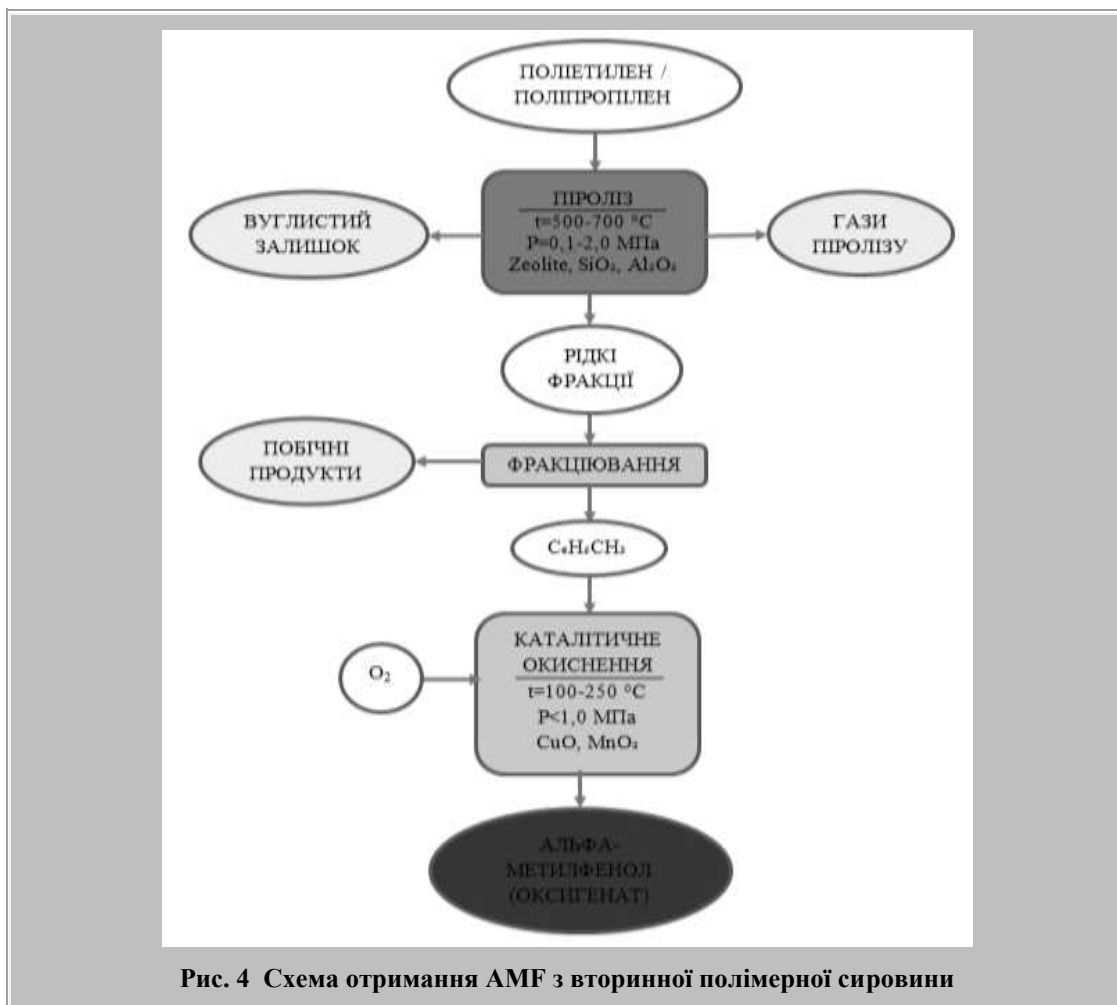 ПОЛІЕТИЛЕН /
ПОЛІПРОПІЛЕН
ПІРОЛІЗ
t=500-700 °C
P=0,1-2,0 МПа
Zeolite, SiO₂, Al₂O₃
ВУГЛИСТИЙ
ЗАЛИШОК
ГАЗИ
ПІРОЛІЗУ
РІДКІ
ФРАКЦІЇ
ПОБІЧНІ
ПРОДУКТИ
ФРАКЦІЮВАННЯ
C₆H₅CH₃
КАТАЛІТИЧНЕ
ОКИСНЕННЯ
t=100-250 °C
P<1,0 МПа
CuO, MnO₂
O₂
АЛЬФА-
МЕТИЛФЕНОЛ
(ОКСИГЕНАТ)
Рис. 4 Схема отримання AMF з вторинної полімерної сировини